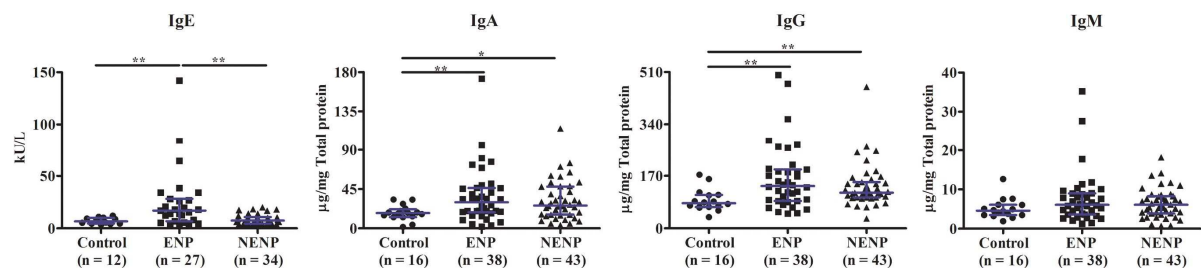 IgE
**
**
kU/L
150
100
50
0
Control
(n = 12)
ENP
(n = 27)
NENP
(n = 34)
IgA
*
**
µg/mg Total protein
180
135
90
45
0
Control
(n = 16)
ENP
(n = 38)
NENP
(n = 43)
IgG
**
**
µg/mg Total protein
510
340
170
0
Control
(n = 16)
ENP
(n = 38)
NENP
(n = 43)
IgM
µg/mg Total protein
40
30
20
10
0
Control
(n = 16)
ENP
(n = 38)
NENP
(n = 43)